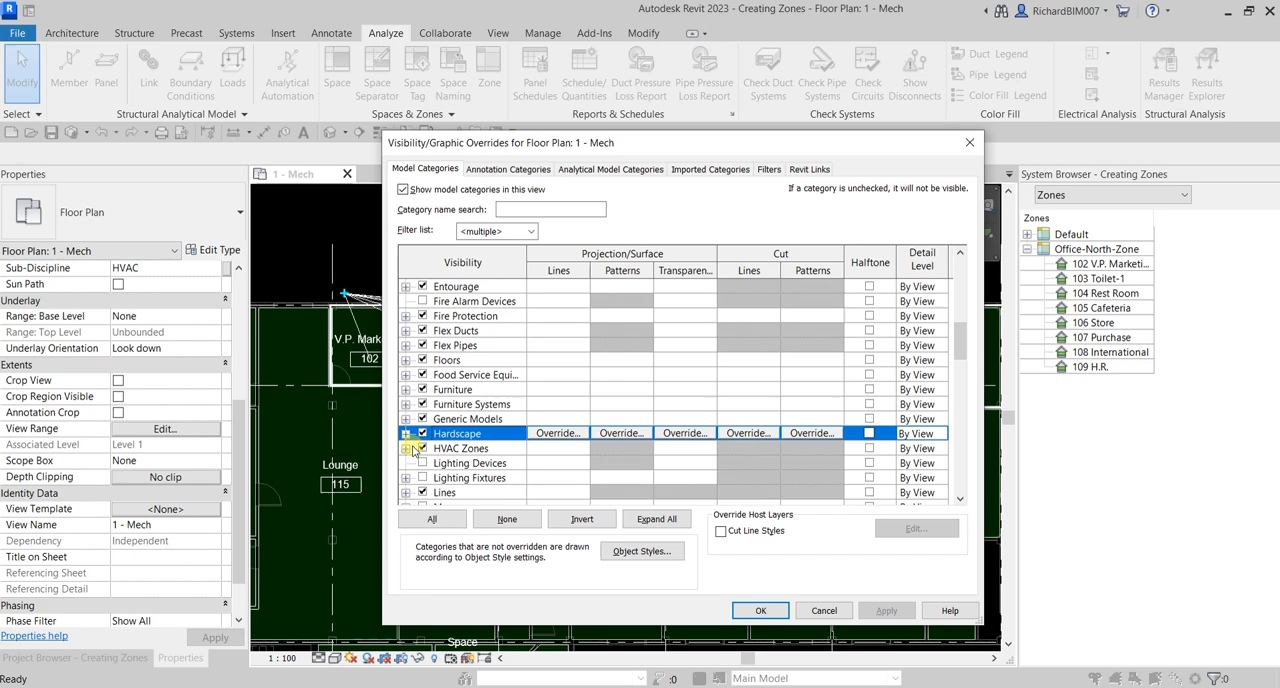 Autodesk Revit 2023 - Creating Zones - Floor Plan: 1 - Mech
RichardBIM007
File Architecture Structure Precast Systems Insert Annotate Analyze Collaborate View Manage Add-Ins Modify
Modify Member Panel Link Boundary Conditions Loads Analytical Automation Space Space Separator Space Tag Space Naming Zone Panel Schedules Schedule/ Quantities Duct Pressure Loss Report Pipe Pressure Loss Report Check Duct Systems Check Pipe Systems Check Circuits Show Disconnects Duct Legend Pipe Legend Color Fill Legend Results Manager Results Explorer
Select Structural Analytical Model Spaces & Zones Reports & Schedules Check Systems Color Fill Electrical Analysis Structural Analysis
Properties
Floor Plan
Floor Plan: 1 - Mech Edit Type
Sub-Discipline HVAC
Sun Path
Underlay
Range: Base Level None
Range: Top Level Unbounded
Underlay Orientation Look down
Extents
Crop View
Crop Region Visible
Annotation Crop
View Range Edit...
Associated Level Level 1
Scope Box None
Depth Clipping No clip
Identity Data
View Template <None>
View Name 1 - Mech
Dependency Independent
Title on Sheet
Referencing Sheet
Referencing Detail
Phasing
Phase Filter Show All
Properties help Apply
Project Browser - Creating Zones Properties
Ready
1 - Mech
V.P. Mark
102
Lounge
115
Space
1 : 100
:0
Main Model
:0
Visibility/Graphic Overrides for Floor Plan: 1 - Mech
Model Categories Annotation Categories Analytical Model Categories Imported Categories Filters Revit Links
Show model categories in this view
If a category is unchecked, it will not be visible.
Category name search:
Filter list: <multiple>
Visibility Projection/Surface Cut Halftone Detail Level
Lines Patterns Transparen... Lines Patterns
Entourage By View
Fire Alarm Devices By View
Fire Protection By View
Flex Ducts By View
Flex Pipes By View
Floors By View
Food Service Equi... By View
Furniture By View
Furniture Systems By View
Generic Models By View
Hardscape Override... Override... Override... Override... Override... By View
HVAC Zones By View
Lighting Devices By View
Lighting Fixtures By View
Lines By View
All None Invert Expand All
Override Host Layers
Cut Line Styles Edit...
Categories that are not overridden are drawn
according to Object Style settings.
Object Styles...
OK Cancel Apply Help
System Browser - Creating Zones
Zones
Zones
Default
Office-North-Zone
102 V.P. Marketi...
103 Toilet-1
104 Rest Room
105 Cafeteria
106 Store
107 Purchase
108 International
109 H.R.